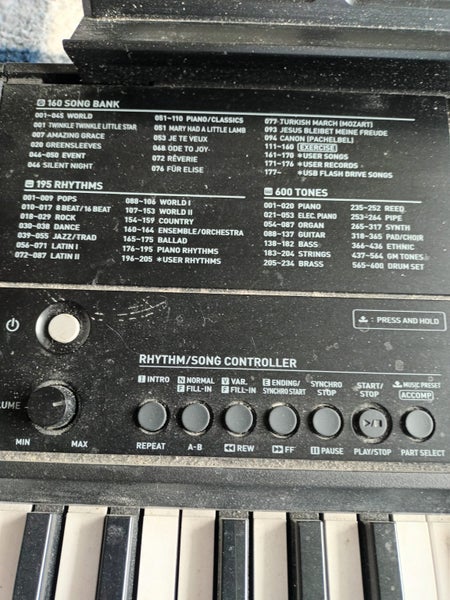 160 SONG BANK
001-045 WORLD
001 TWINKLE TWINKLE LITTLE STAR
007 AMAZING GRACE
020 GREENSLEEVES
044-050 EVENT
046 SILENT NIGHT
051-110 PIANO/CLASSICS
051 MARY HAD A LITTLE LAMB
053 JE TE VEUX
068 ODE TO JOY
072 RÊVERIE
076 FÜR ELISE
077 TURKISH MARCH (MOZART)
093 JESUS BLEIBET MEINE FREUDE
094 CANON (PACHELBEL)
111-160 EXERCISE
161-170 *USER SONGS
171-176 *USER RECORDS
177- *USB FLASH DRIVE SONGS
195 RHYTHMS
001-009 POPS
010-017 8 BEAT/16 BEAT
018-029 ROCK
030-038 DANCE
039-055 JAZZ/TRAD
056-071 LATIN I
072-087 LATIN II
088-106 WORLD I
107-153 WORLD II
154-159 COUNTRY
160-164 ENSEMBLE/ORCHESTRA
165-175 BALLAD
176-195 PIANO RHYTHMS
196-205 *USER RHYTHMS
600 TONES
001-020 PIANO
021-053 ELEC. PIANO
054-087 ORGAN
088-137 GUITAR
138-182 BASS
183-204 STRINGS
205-234 BRASS
235-252 REED
253-264 PIPE
265-317 SYNTH
318-365 PAD/CHOIR
366-436 ETHNIC
437-564 GM TONES
565-600 DRUM SET
: PRESS AND HOLD
RHYTHM/SONG CONTROLLER
I INTRO
N NORMAL
F FILL-IN
V VAR.
F FILL-IN
E ENDING/
SYNCHRO START
SYNCHRO
STOP
START/
STOP
MUSIC PRESET
ACCOMP
UME
MIN
MAX
REPEAT
A-B
REW
FF
PAUSE
PLAY/STOP
PART SELECT